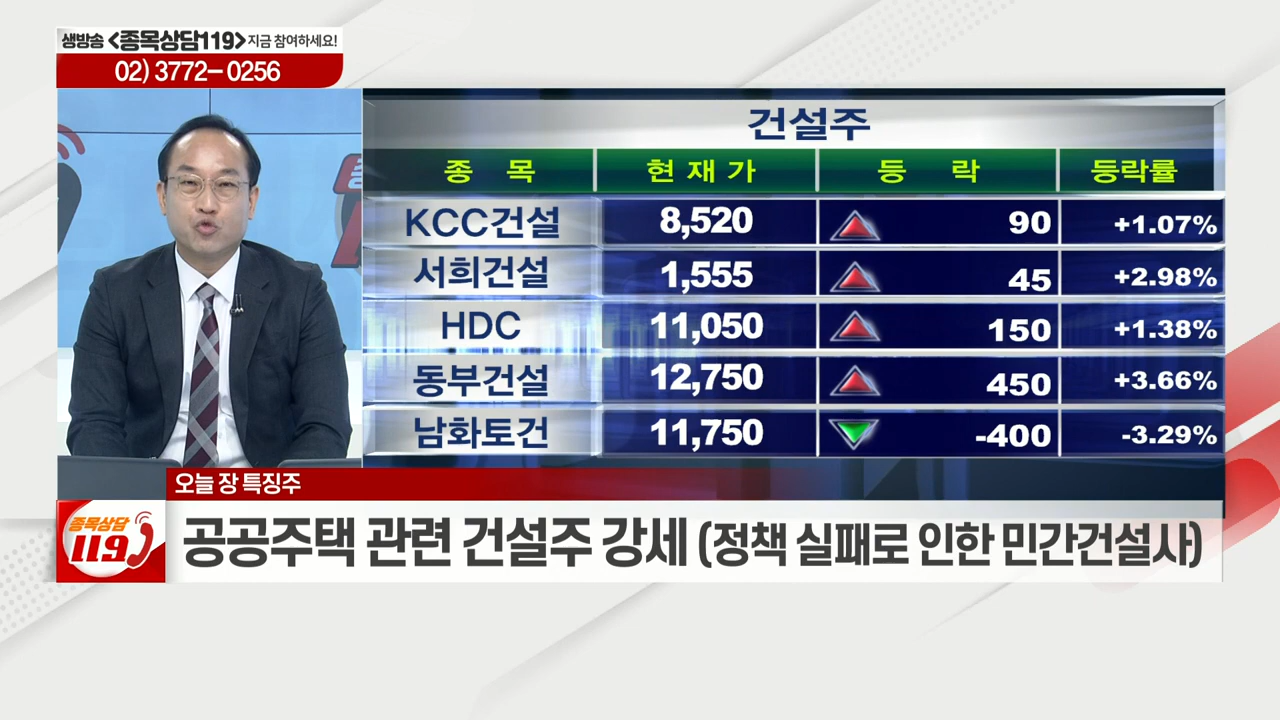 생방송 <종목상담119> 지금 참여하세요!
02) 3772-0256
건설주
종 목 현 재 가 등 락 등락률
KCC건설 8,520 ▲ 90 +1.07%
서희건설 1,555 ▲ 45 +2.98%
HDC 11,050 ▲ 150 +1.38%
동부건설 12,750 ▲ 450 +3.66%
남화토건 11,750 ▼ -400 -3.29%
오늘 장 특징주
종목상담
119
공공주택 관련 건설주 강세 (정책 실패로 인한 민간건설사)